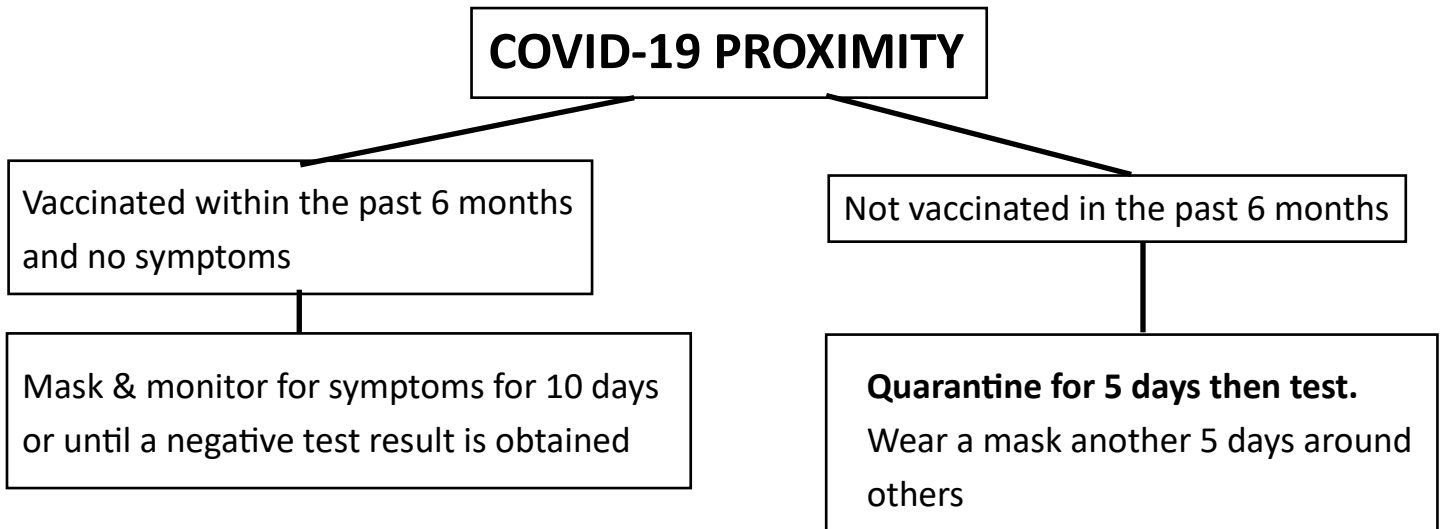 COVID-19 PROXIMITY
Vaccinated within the past 6 months
and no symptoms
Not vaccinated in the past 6 months
Mask & monitor for symptoms for 10 days
or until a negative test result is obtained
Quarantine for 5 days then test.
Wear a mask another 5 days around
others